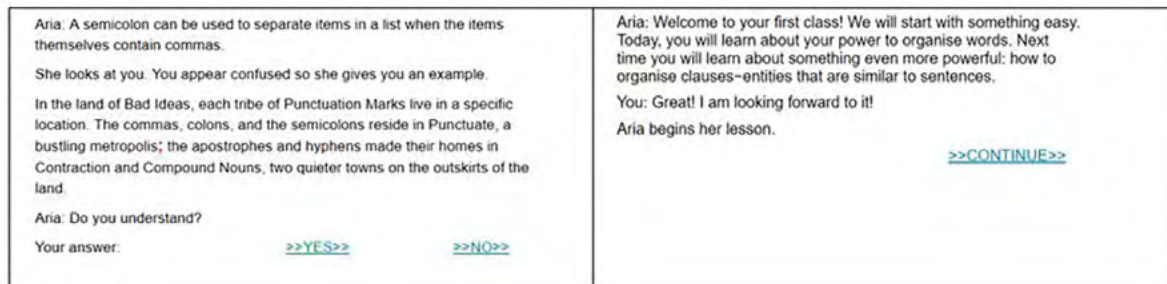 Aria: A semicolon can be used to separate items in a list when the items
themselves contain commas.
She looks at you. You appear confused so she gives you an example.
In the land of Bad Ideas, each tribe of Punctuation Marks live in a specific
location. The commas, colons, and the semicolons reside in Punctuate, a
bustling metropolis; the apostrophes and hyphens made their homes in
Contraction and Compound Nouns, two quieter towns on the outskirts of the
land.
Aria: Do you understand?
Your answer: >>YES>> >>NO>>
Aria: Welcome to your first class! We will start with something easy.
Today, you will learn about your power to organise words. Next
time you will learn about something even more powerful: how to
organise clauses–entities that are similar to sentences.
You: Great! I am looking forward to it!
Aria begins her lesson.
>>CONTINUE>>